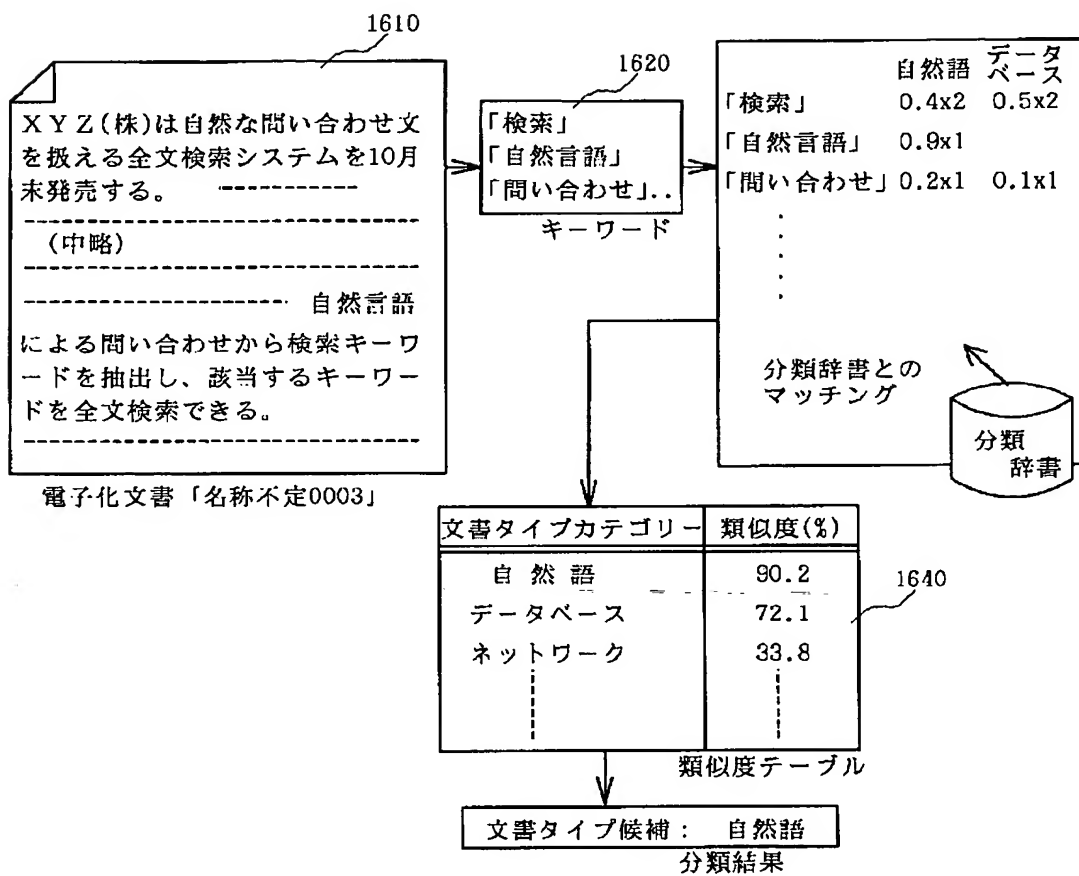 1610
XYZ(株)は自然な問い合わせ文
を扱える全文検索システムを10月
末発売する。
(中略)
自然言語
による問い合わせから検索キーワ
ードを抽出し、該当するキーワー
ドを全文検索できる。
電子化文書「名称不定0003」
1620
「検索」
「自然言語」
「問い合わせ」..
キーワード
自然語 データベース
「検索」 0.4x2 0.5x2
「自然言語」 0.9x1
「問い合わせ」 0.2x1 0.1x1
分類辞書との
マッチング
分類
辞書
文書タイプカテゴリー 類似度(%)
自然語 90.2
データベース 72.1
ネットワーク 33.8
1640
類似度テーブル
文書タイプ候補： 自然語
分類結果